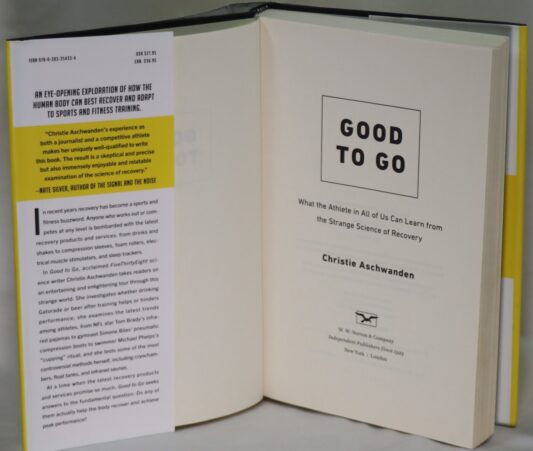 ISBN 978-0-393-25433-4
USA $27.95
CAN. $36.95
AN EYE-OPENING EXPLORATION OF HOW THE
HUMAN BODY CAN BEST RECOVER AND ADAPT
TO SPORTS AND FITNESS TRAINING.
"Christie Aschwanden's experience as
both a journalist and a competitive athlete
makes her uniquely well-qualified to write
this book. The result is a skeptical and precise
but also immensely enjoyable and relatable
examination of the science of recovery."
—NATE SILVER, AUTHOR OF THE SIGNAL AND THE NOISE
In recent years recovery has become a sports and
fitness buzzword. Anyone who works out or com-
petes at any level is bombarded with the latest
recovery products and services: from drinks and
shakes to compression sleeves, foam rollers, elec-
trical muscle stimulators, and sleep trackers.
In Good to Go, acclaimed FiveThirtyEight sci-
ence writer Christie Aschwanden takes readers on
an entertaining and enlightening tour through this
strange world. She investigates whether drinking
Gatorade or beer after training helps or hinders
performance, she examines the latest trends
among athletes, from NFL star Tom Brady's infra-
red pajamas to gymnast Simone Biles' pneumatic
compression boots to swimmer Michael Phelps's
"cupping" ritual, and she tests some of the most
controversial methods herself, including cryocham-
bers, float tanks, and infrared saunas.
At a time when the latest recovery products
and services promise so much, Good to Go seeks
answers to the fundamental question: Do any of
them actually help the body recover and achieve
peak performance?
GOOD
TO GO
What the Athlete in All of Us Can Learn from
the Strange Science of Recovery
Christie Aschwanden
W. W. Norton & Company
Independent Publishers Since 1923
New York | London